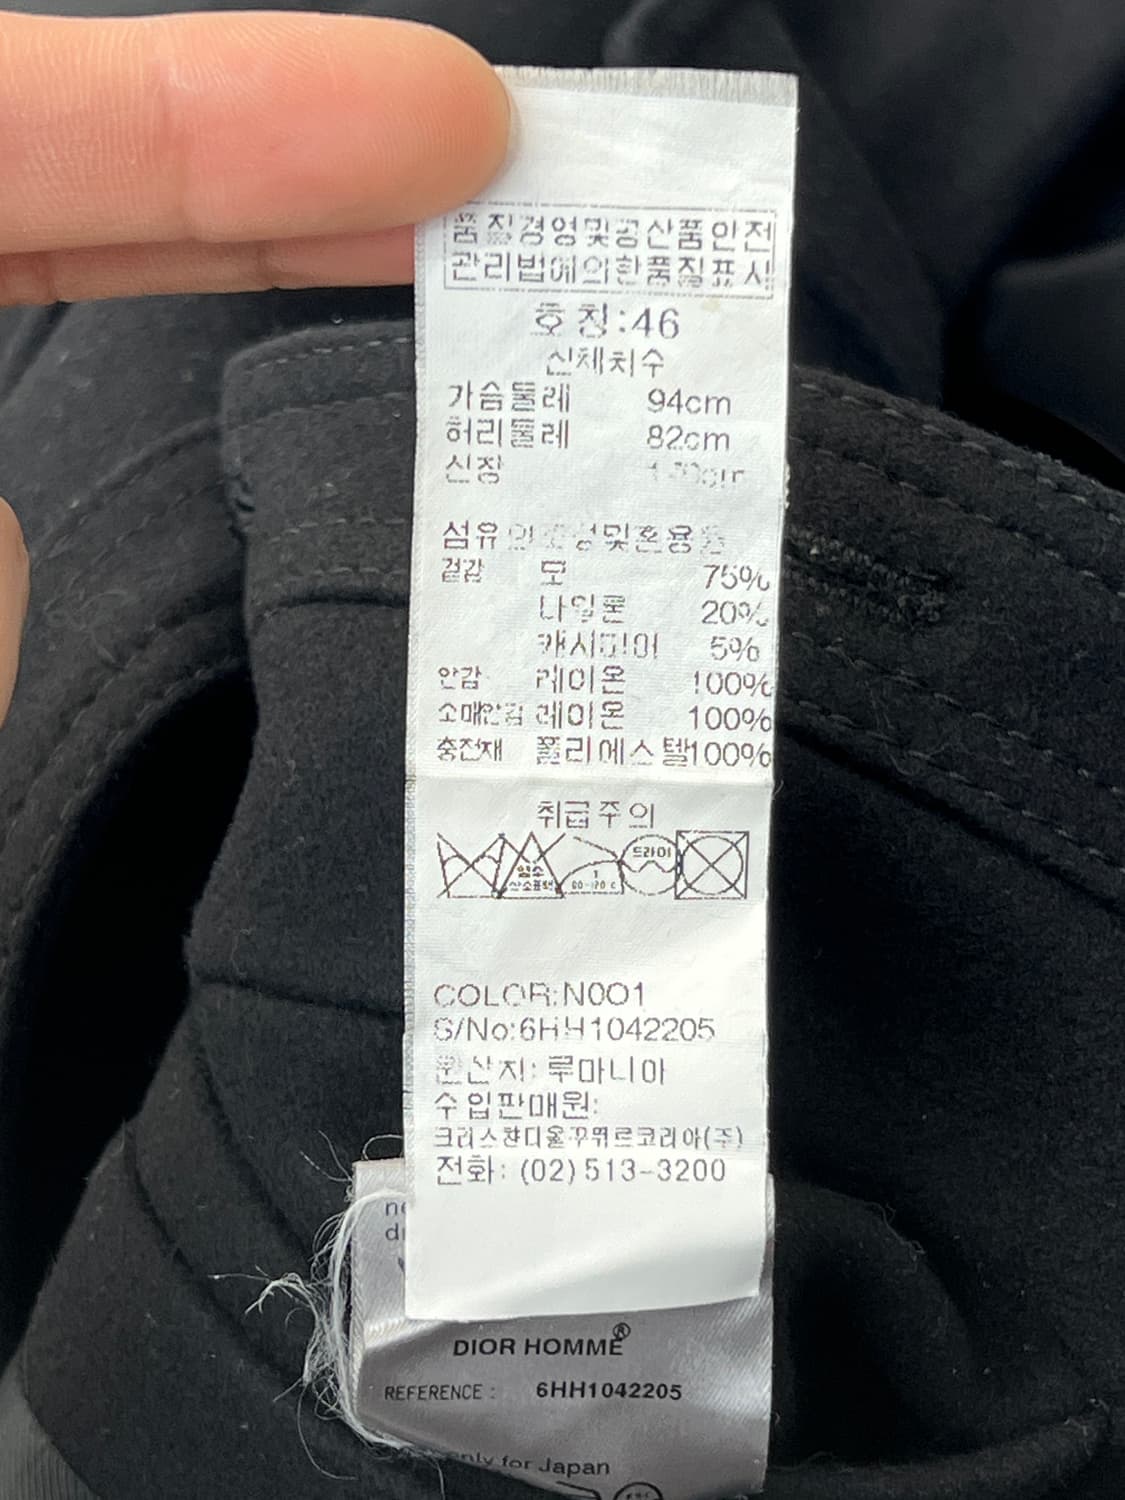 품질경영및공산품안전
관리법에의한품질표시
호칭:46
신체치수
가슴둘레 94cm
허리둘레 82cm
신장
섬유의조성및혼용율
겉감 모 75%
나일론 20%
캐시미어 5%
안감 레이온 100%
소매안감 레이온 100%
충전재 폴리에스텔100%
취급주의
염소
산소표백
드라이
COLOR:N001
S/No:6HH1042205
원산지: 루마니아
수입판매원:
크리스챤디올꾸뛰르코리아(주)
전화: (02)513-3200
DIOR HOMME®
REFERENCE : 6HH1042205
only for Japan